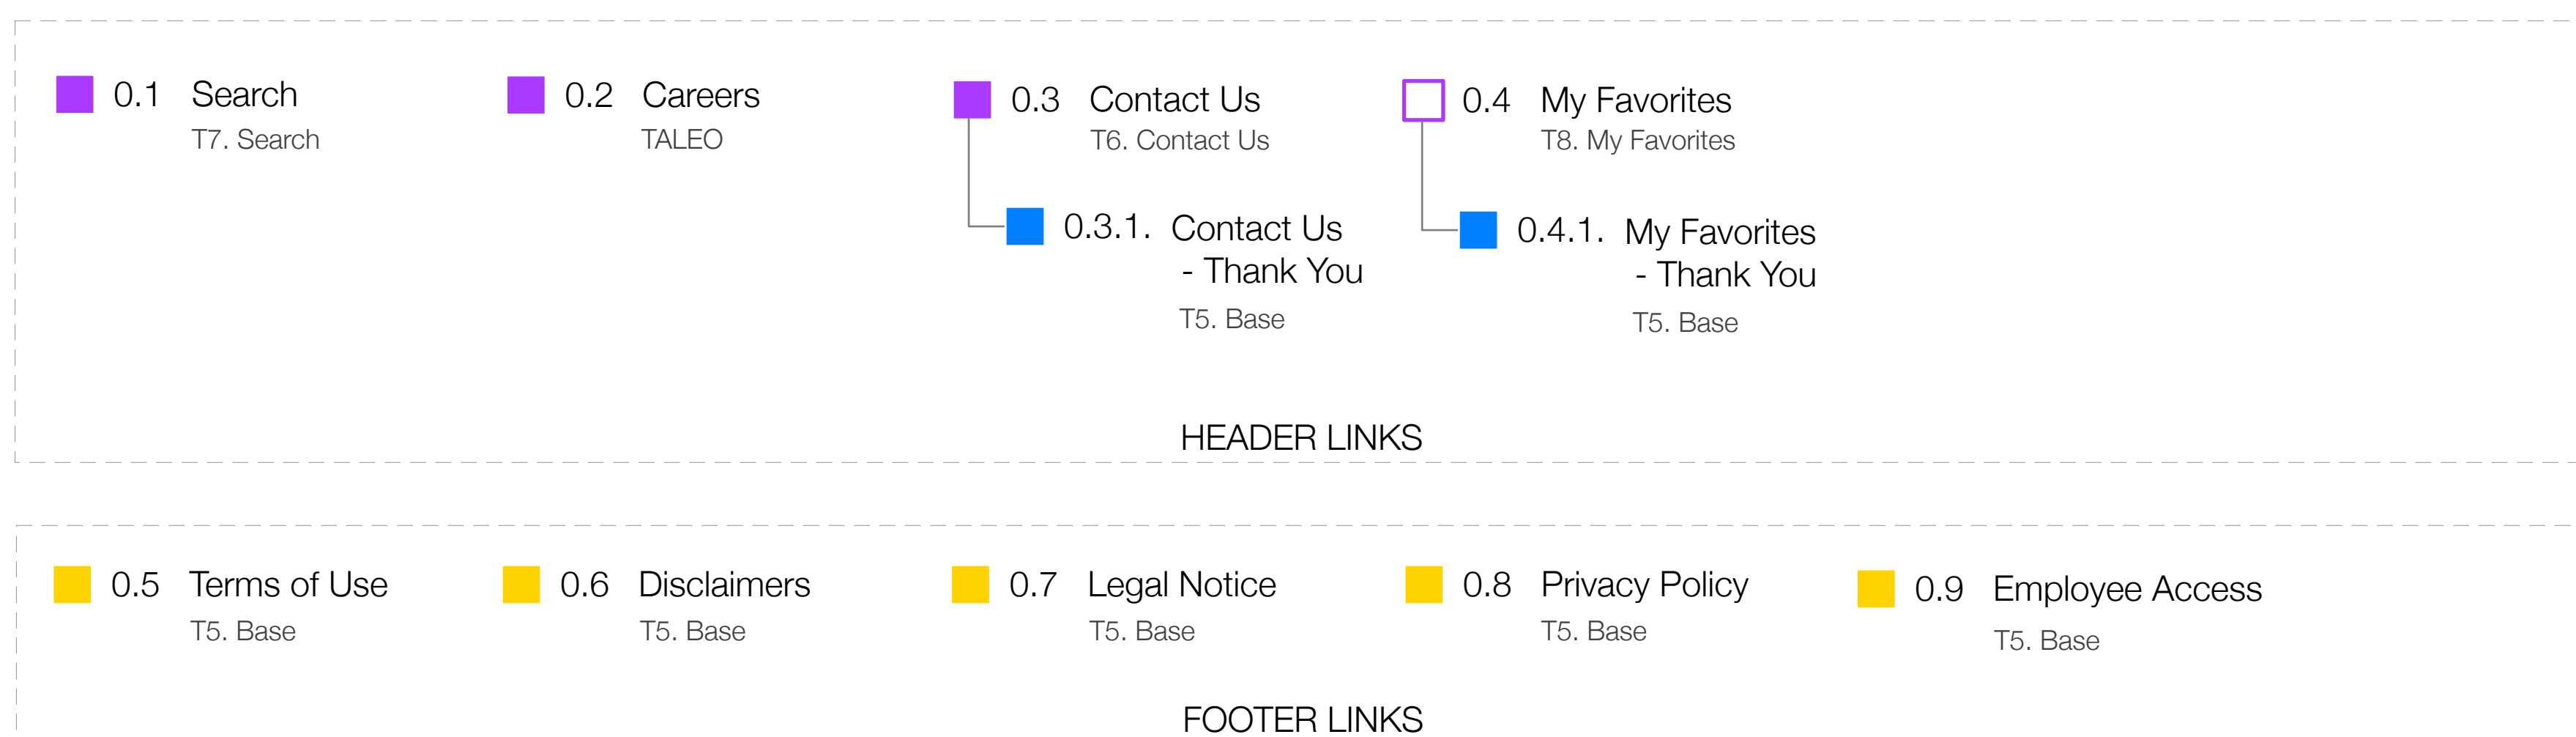 0.1 Search
T7. Search
0.2 Careers
TALEO
0.3 Contact Us
T6. Contact Us
0.3.1. Contact Us
- Thank You
T5. Base
0.4 My Favorites
T8. My Favorites
0.4.1. My Favorites
- Thank You
T5. Base
HEADER LINKS
0.5 Terms of Use
T5. Base
0.6 Disclaimers
T5. Base
0.7 Legal Notice
T5. Base
0.8 Privacy Policy
T5. Base
0.9 Employee Access
T5. Base
FOOTER LINKS